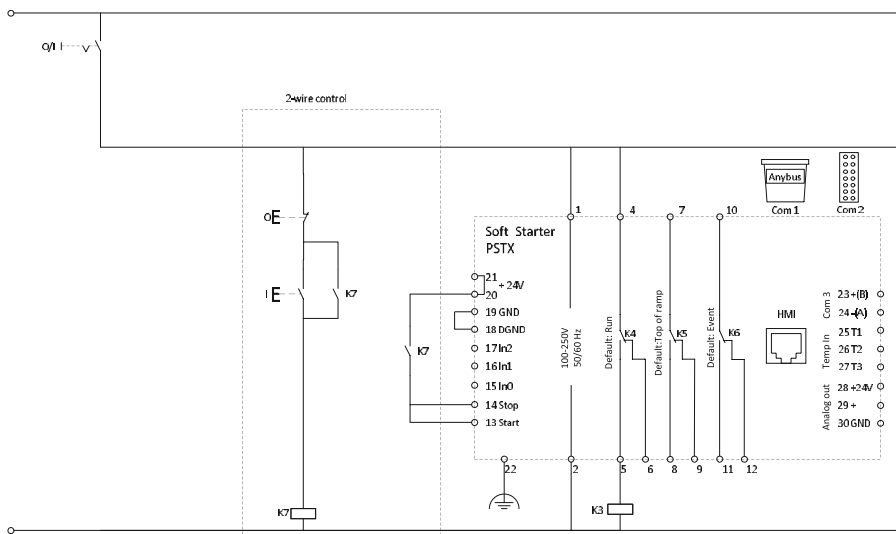 O/I
2-wire control
Anybus
Com 1
Com 2
1
4
7
10
O
I
K7
K7
K7
Soft Starter
PSTX
21
+ 24V
20
19 GND
18 DGND
17 In2
16 In1
15 In0
14 Stop
13 Start
22
100-250V
50/60 Hz
Default: Run
K4
Default:Top of ramp
K5
Default: Event
K6
HMI
Com 3
23 +(B)
24 -(A)
Temp In
25 T1
26 T2
27 T3
Analog out
28 +24V
29 +
30 GND
2
5
6
8
9
11
12
K3